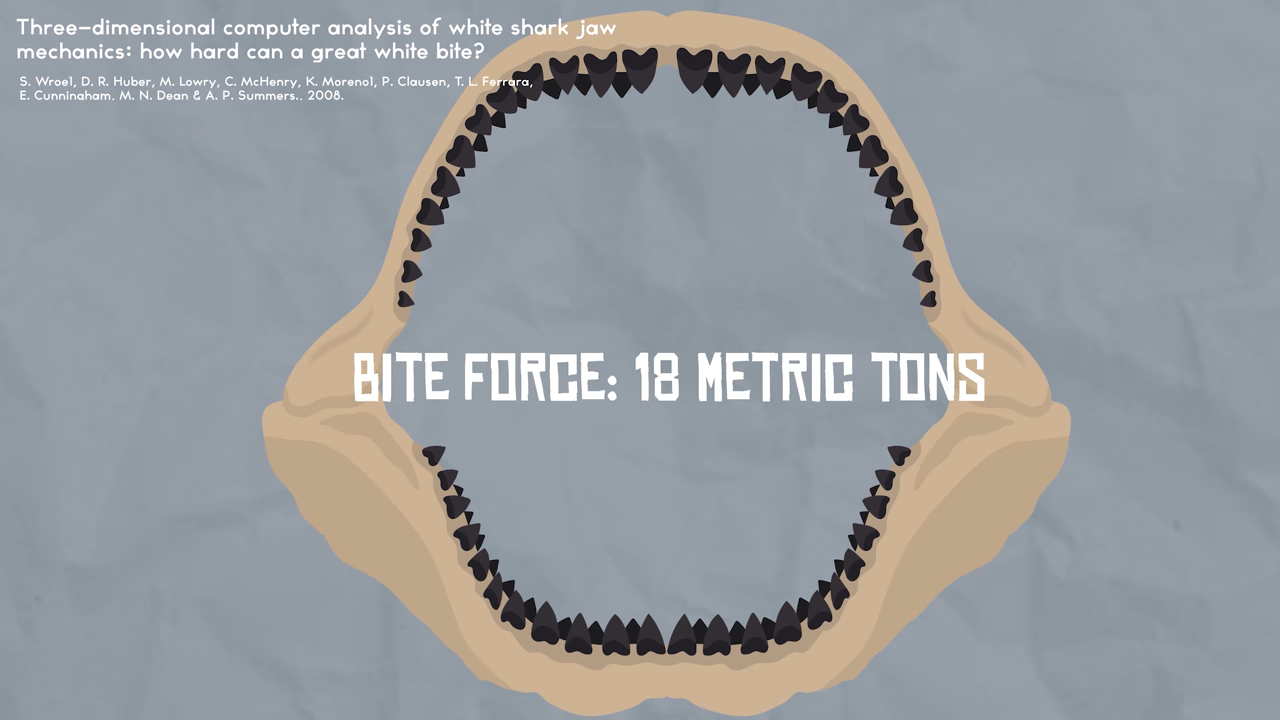 Three-dimensional computer analysis of white shark jaw
mechanics: how hard can a great white bite?
S. Wroe1, D. R. Huber, M. Lowry, C. McHenry, K. Moreno1, P. Clausen, T. L. Ferrara,
E. Cunningham, M. N. Dean & A. P. Summers., 2008.
BITE FORCE: 18 METRIC TONS